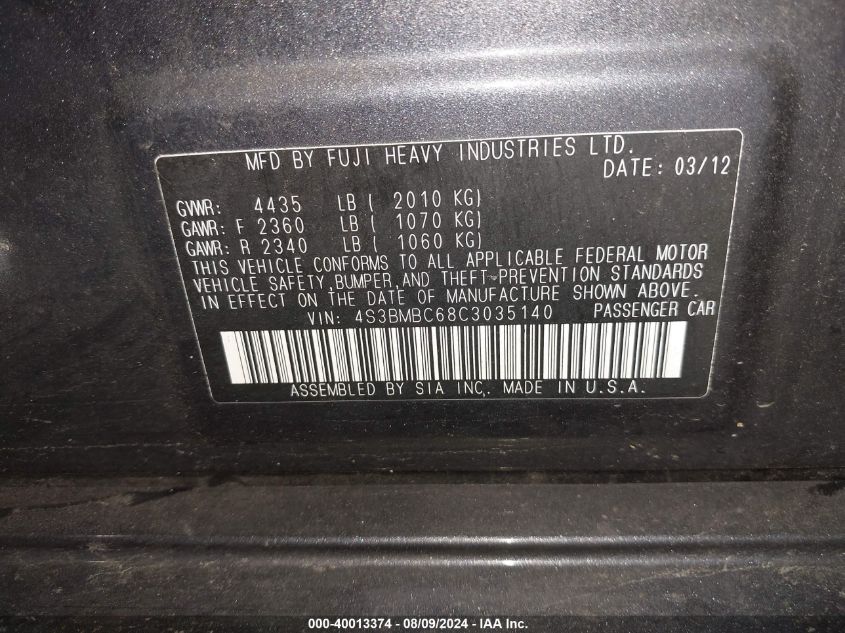 MFD BY FUJI HEAVY INDUSTRIES LTD.
DATE: 03/12
GVWR: 4435 LB ( 2010 KG)
GAWR: F 2360 LB ( 1070 KG)
GAWR: R 2340 LB ( 1060 KG)
THIS VEHICLE CONFORMS TO ALL APPLICABLE FEDERAL MOTOR
VEHICLE SAFETY,BUMPER,AND THEFT-PREVENTION STANDARDS
IN EFFECT ON THE DATE OF MANUFACTURE SHOWN ABOVE.
VIN: 4S3BMBC68C3035140 PASSENGER CAR
ASSEMBLED BY SIA INC,. MADE IN U.S.A.
000-40013374 - 08/09/2024 - IAA Inc.